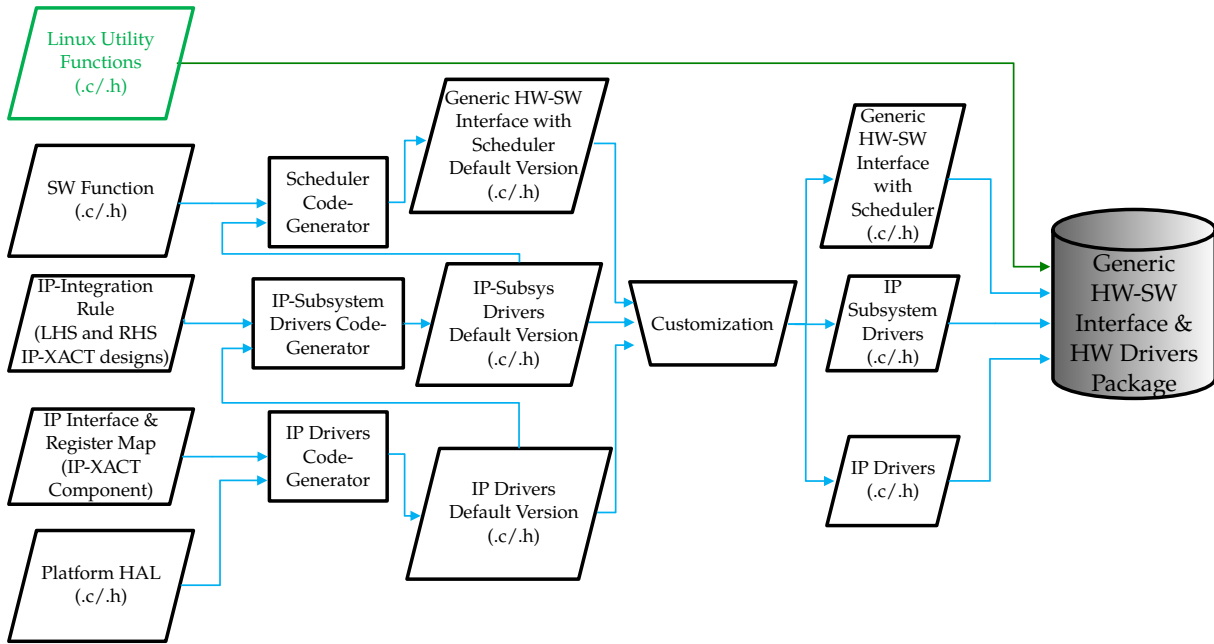 Linux Utility
Functions
(.c/.h)
SW Function
(.c/.h)
IP-Integration
Rule
(LHS and RHS
IP-XACT designs)
IP Interface &
Register Map
(IP-XACT
Component)
Platform HAL
(.c/.h)
Scheduler
Code-
Generator
IP-Subsystem
Drivers Code-
Generator
IP Drivers
Code-
Generator
Generic HW-SW
Interface with
Scheduler
Default Version
(.c/.h)
IP-Subsys
Drivers
Default Version
(.c/.h)
IP Drivers
Default Version
(.c/.h)
Customization
Generic
HW-SW
Interface
with
Scheduler
(.c/.h)
IP
Subsystem
Drivers
(.c/.h)
IP Drivers
(.c/.h)
Generic
HW-SW
Interface &
HW Drivers
Package